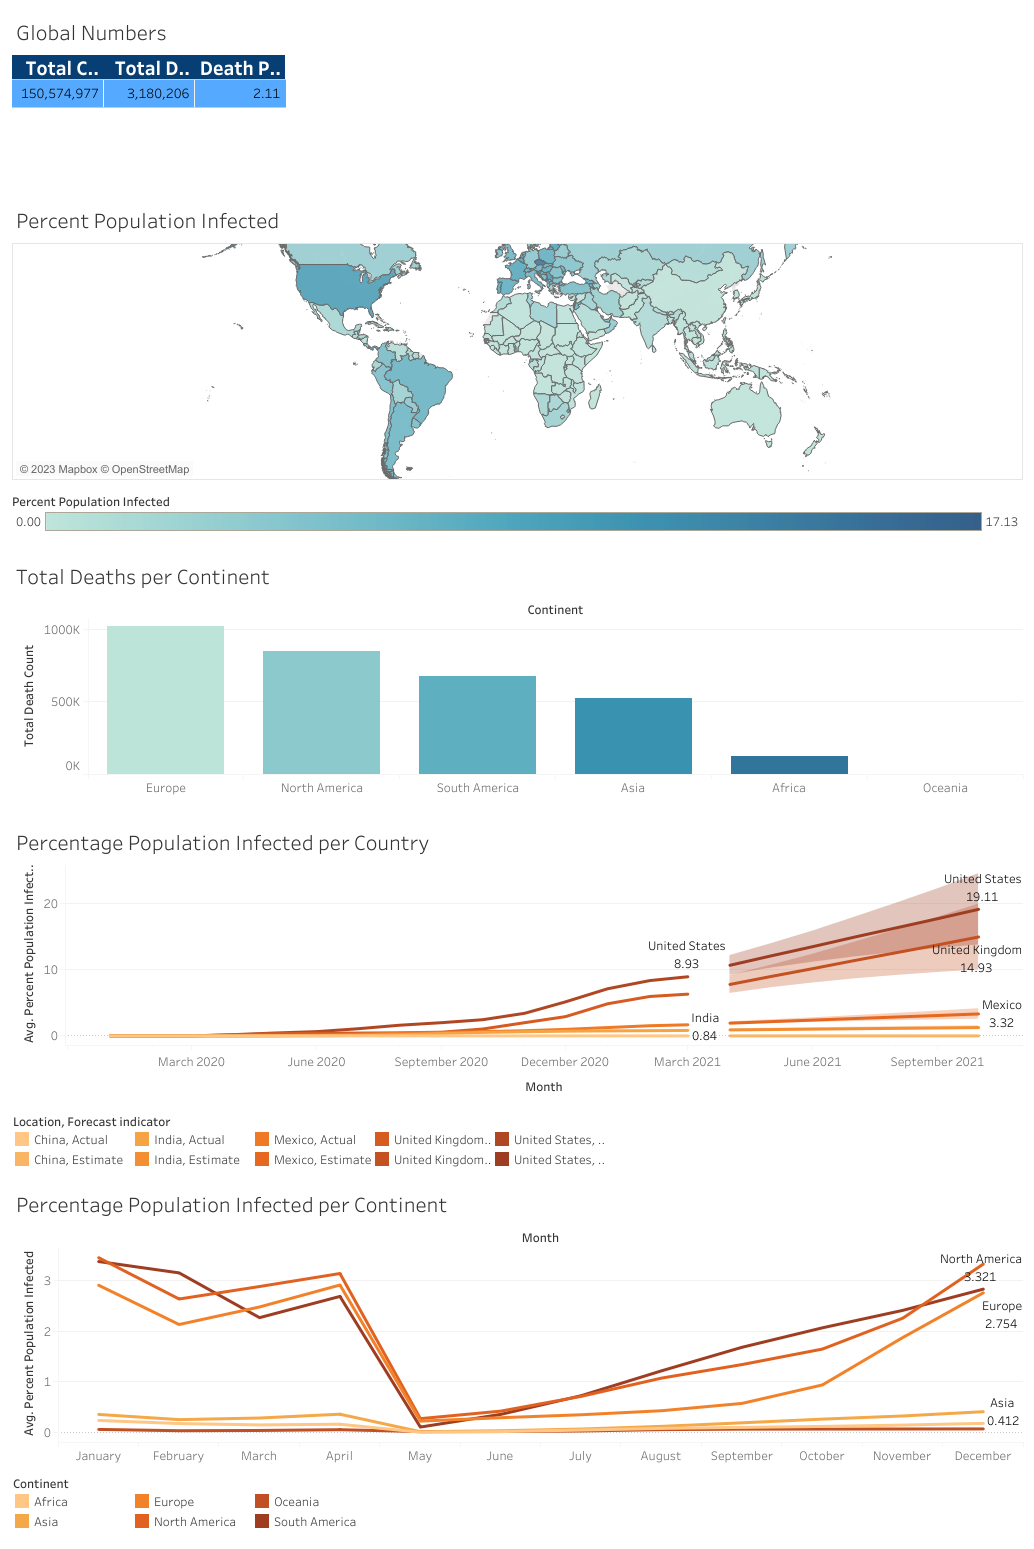 Global Numbers
Total C.. Total D.. Death P..
150,574,977 3,180,206 2.11
Percent Population Infected
© 2023 Mapbox © OpenStreetMap
Percent Population Infected
0.00 17.13
Total Deaths per Continent
Continent
Total Death Count
1000K
500K
0K
Europe North America South America Asia Africa Oceania
Percentage Population Infected per Country
Avg. Percent Population Infect..
20
10
0
United States
19.11
United States
8.93
United Kingdom
14.93
India
0.84
Mexico
3.32
March 2020 June 2020 September 2020 December 2020 March 2021 June 2021 September 2021
Month
Location, Forecast indicator
China, Actual India, Actual Mexico, Actual United Kingdom.. United States, ..
China, Estimate India, Estimate Mexico, Estimate United Kingdom.. United States, ..
Percentage Population Infected per Continent
Month
Avg. Percent Population Infected
3
2
1
0
North America
3.321
Europe
2.754
Asia
0.412
January February March April May June July August September October November December
Continent
Africa Europe Oceania
Asia North America South America